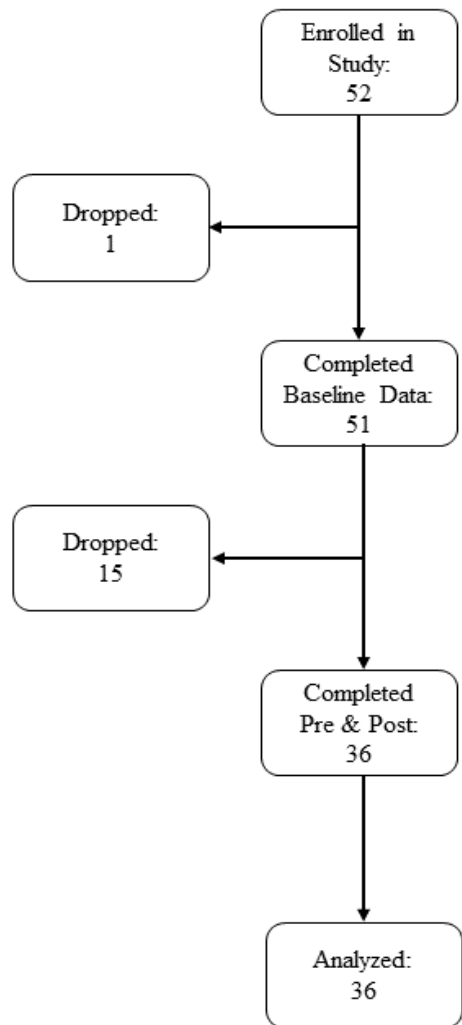 Enrolled in
Study:
52
Dropped:
1
Completed
Baseline Data:
51
Dropped:
15
Completed
Pre & Post:
36
Analyzed:
36